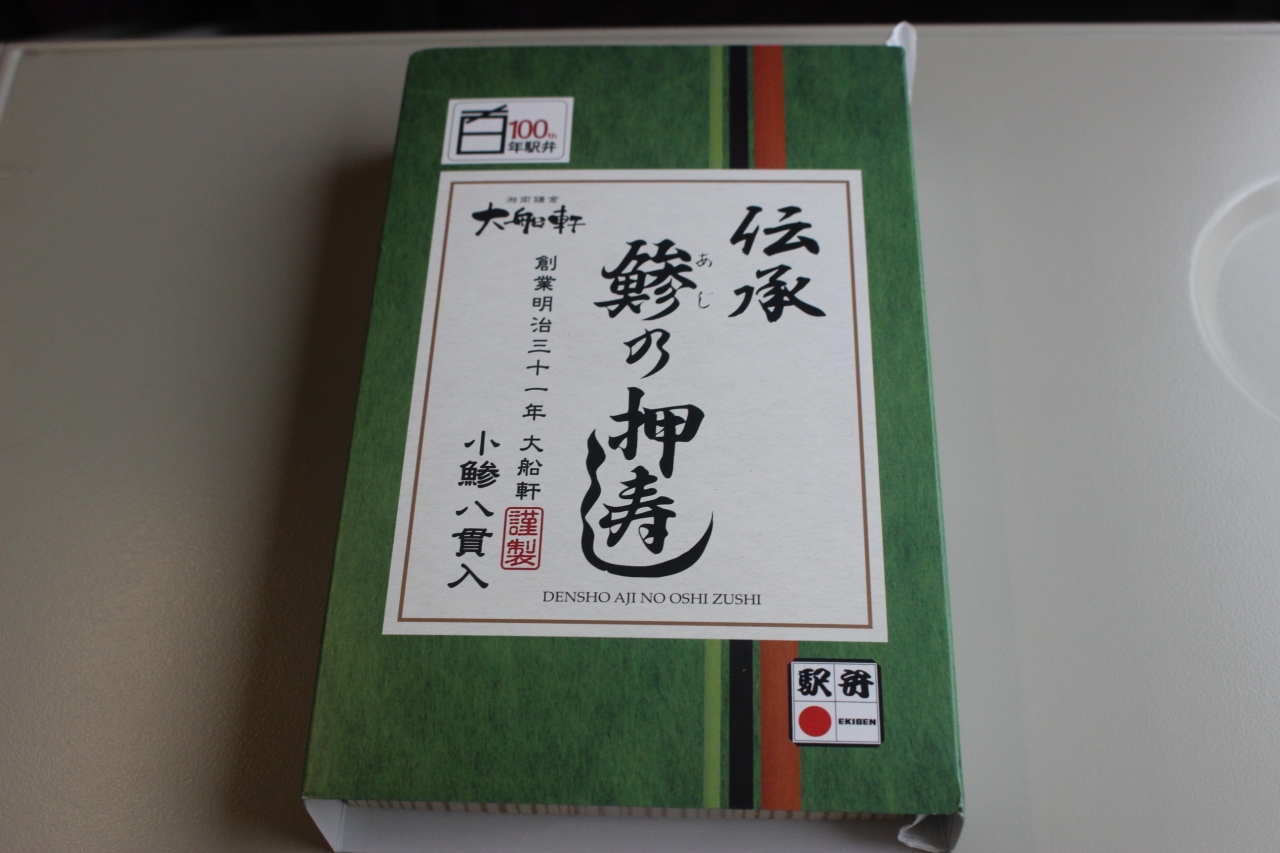 百
100th
年駅弁
伝承
鯵の押寿し
あじ
湘南鎌倉
大船軒
創業明治三十一年 大船軒
謹製
小鯵八貫入
DENSHO AJI NO OSHI ZUSHI
駅弁
EKIBEN